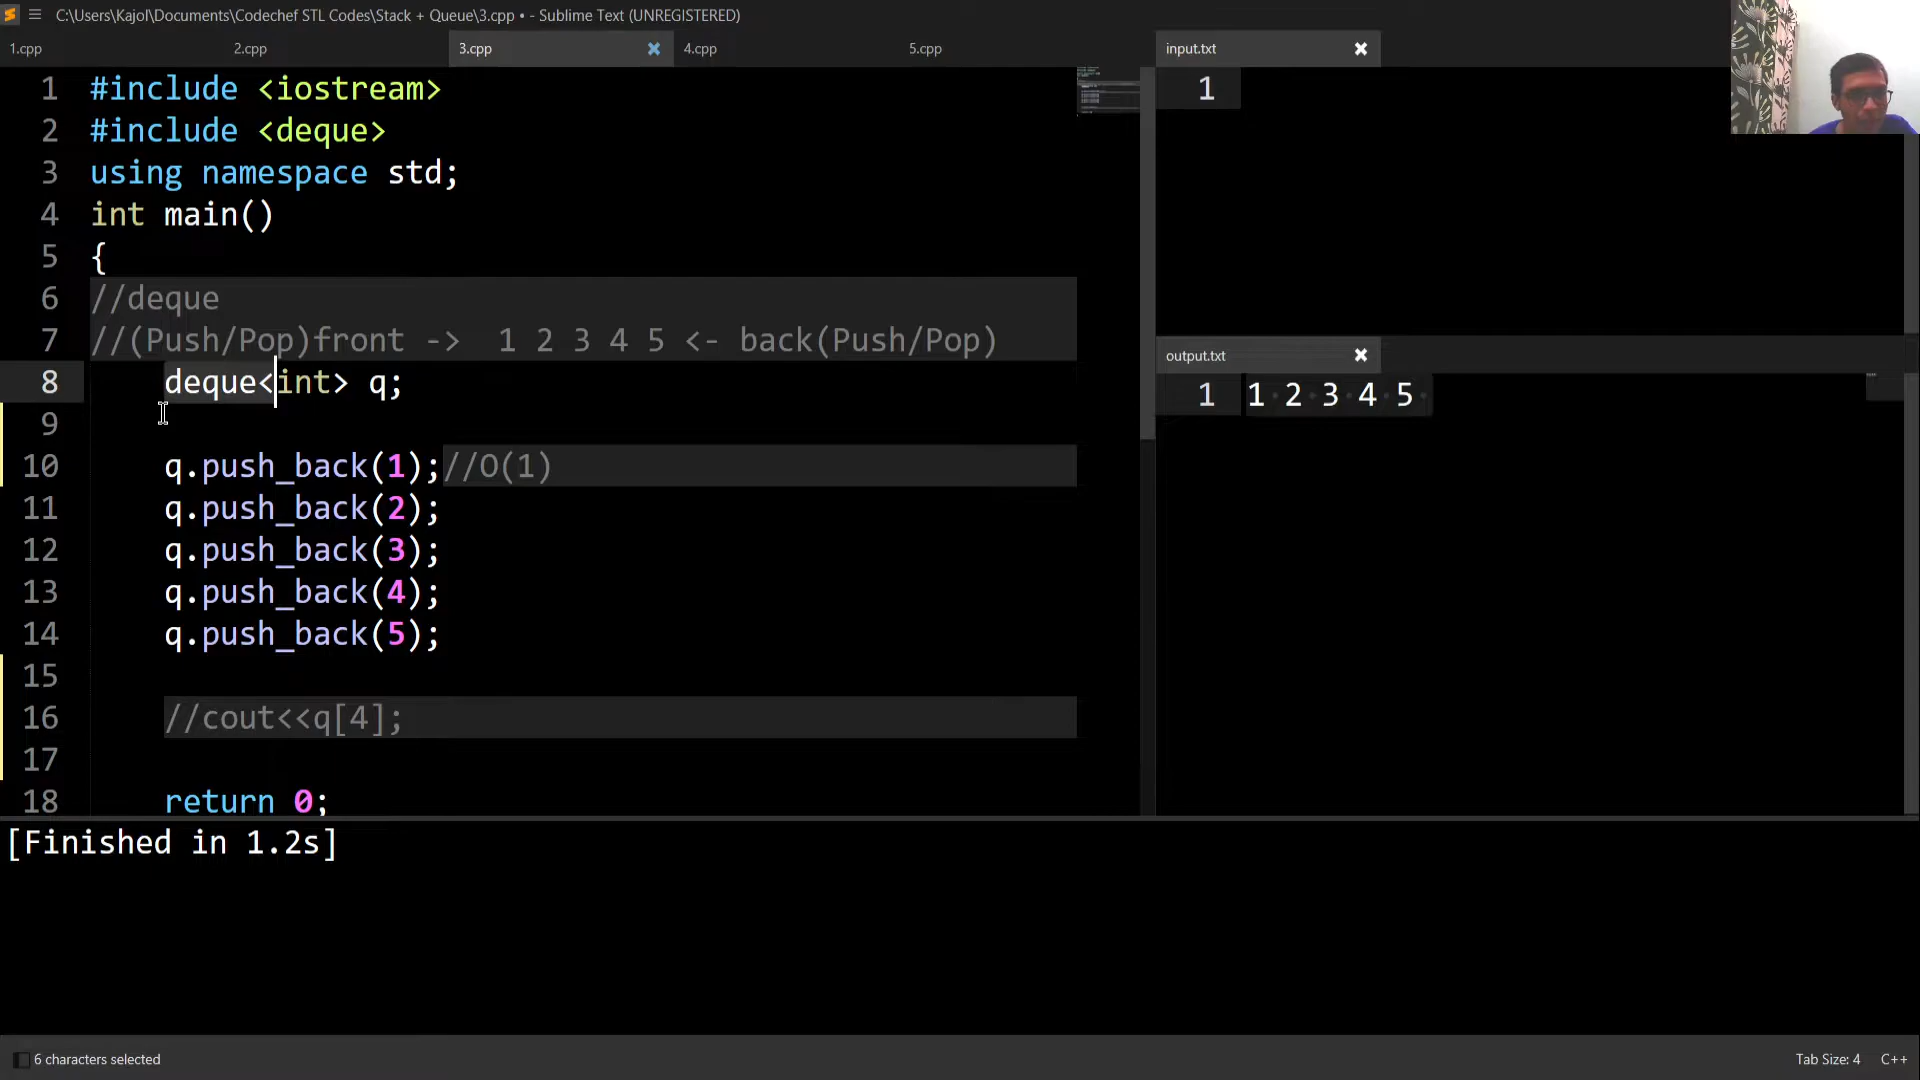 C:\Users\Kajol\Documents\Codechef STL Codes\Stack + Queue\3.cpp • - Sublime Text (UNREGISTERED)
1.cpp 2.cpp 3.cpp 4.cpp 5.cpp
1 #include <iostream>
2 #include <deque>
3 using namespace std;
4 int main()
5 {
6 //deque
7 //(Push/Pop)front -> 1 2 3 4 5 <- back(Push/Pop)
8 deque<int> q;
9
10 q.push_back(1);//O(1)
11 q.push_back(2);
12 q.push_back(3);
13 q.push_back(4);
14 q.push_back(5);
15
16 //cout<<q[4];
17
18 return 0;
input.txt
1
output.txt
1 1 2 3 4 5
[Finished in 1.2s]
6 characters selected
Tab Size: 4 C++